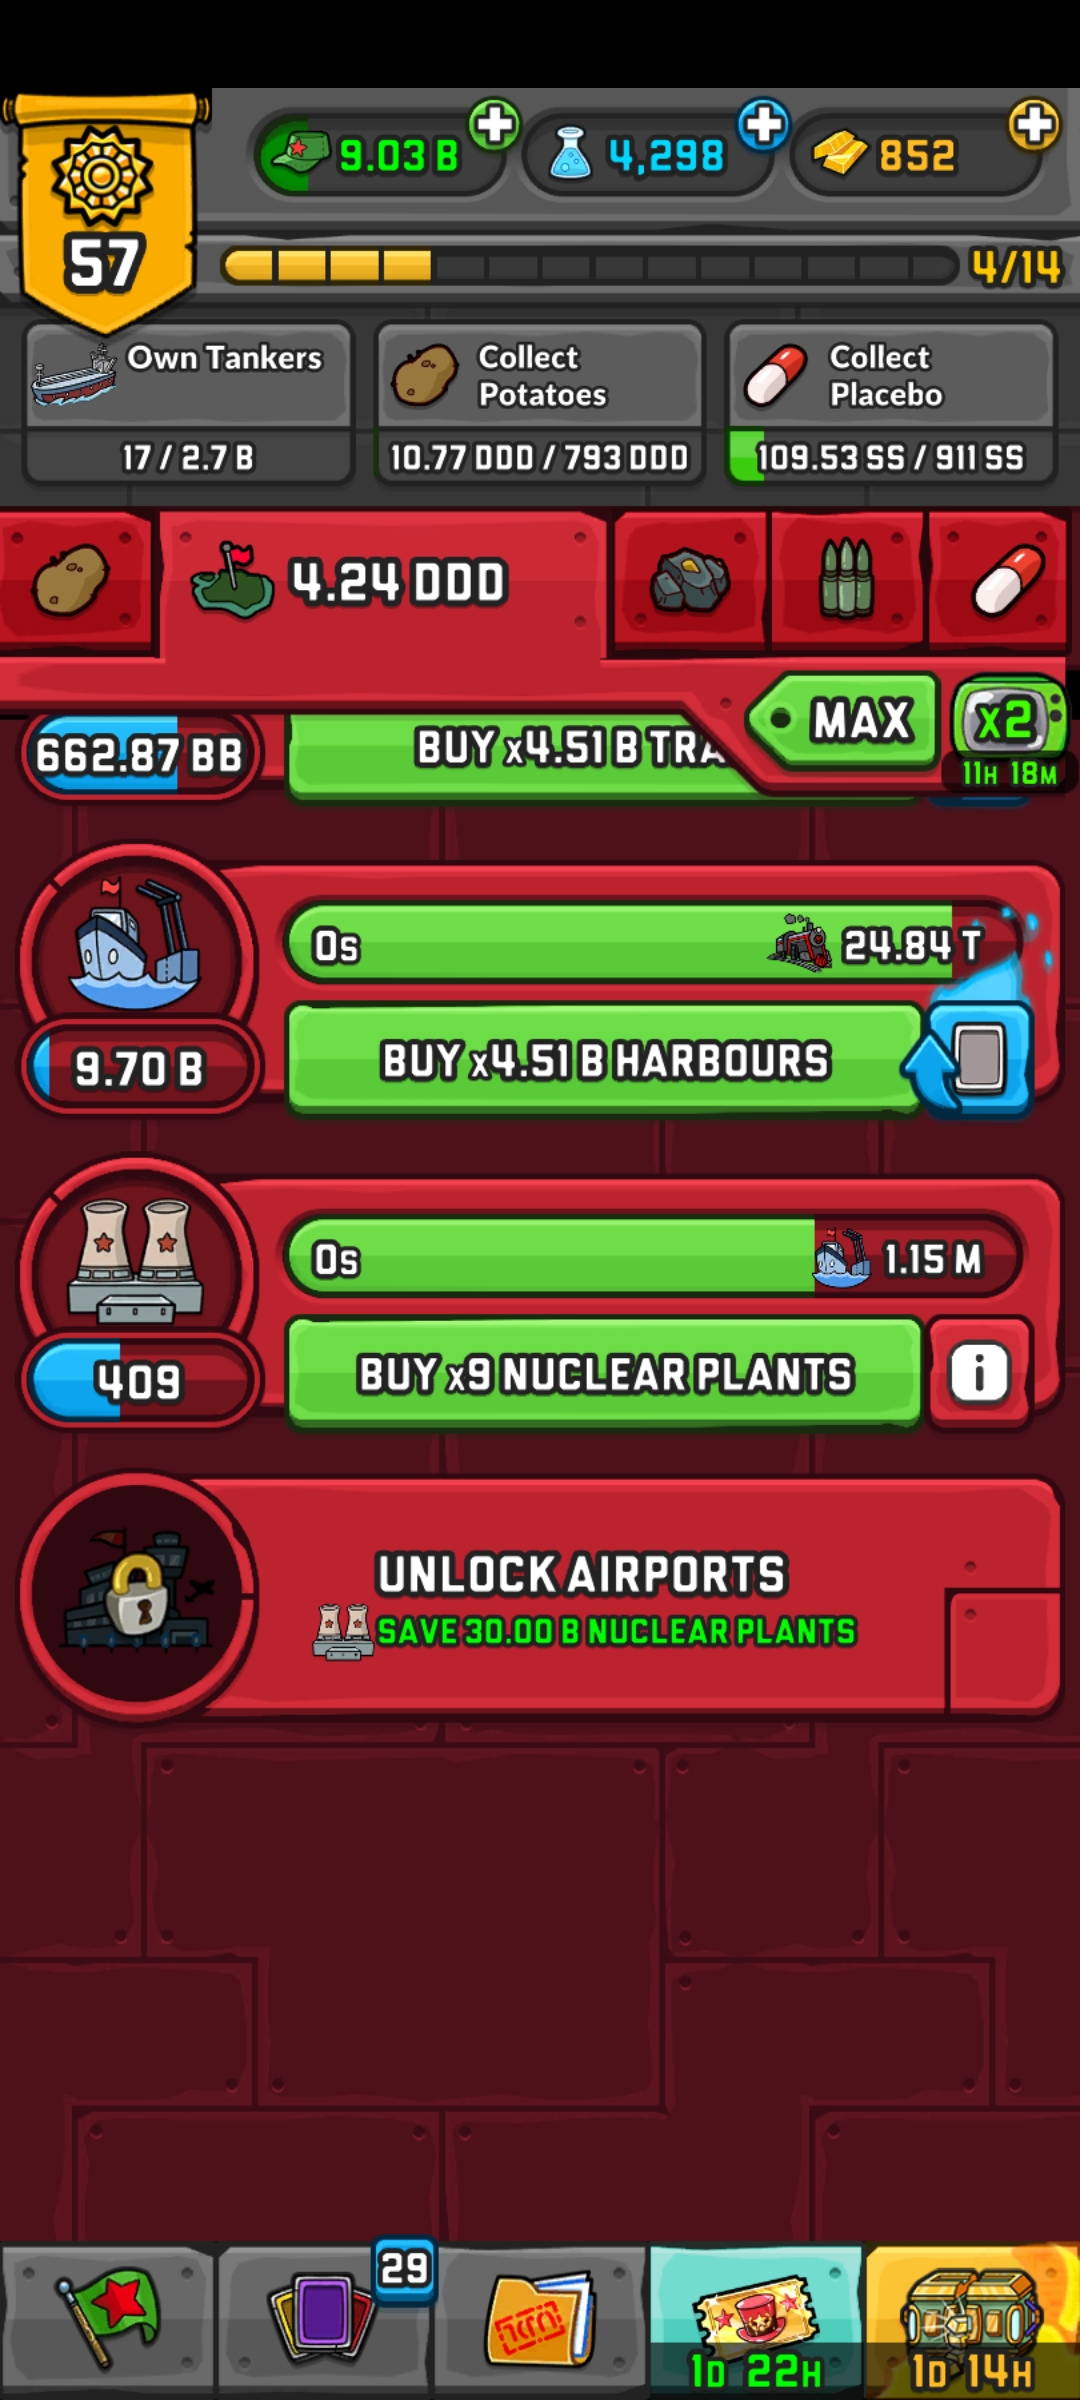 57
9.03 B
4,298
852
4/14
Own Tankers
17 / 2.7 B
Collect
Potatoes
10.77 DDD / 793 DDD
Collect
Placebo
109.53 SS / 911 SS
4.24 DDD
MAX
x2
11H 18M
662.87 BB
BUY x4.51 B TRA
0s
24.84 T
9.70 B
BUY x4.51 B HARBOURS
0s
1.15 M
409
BUY x9 NUCLEAR PLANTS
i
UNLOCK AIRPORTS
SAVE 30.00 B NUCLEAR PLANTS
29
1D 22H
1D 14H